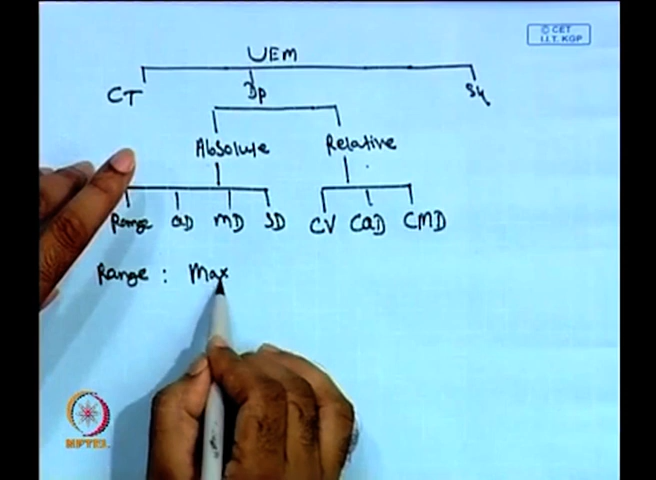 © CET
I.I.T. KGP
UEM
CT Dp Sk
Absolute Relative
Range QD MD SD CV CQD CMD
Range : Max
NPTEL